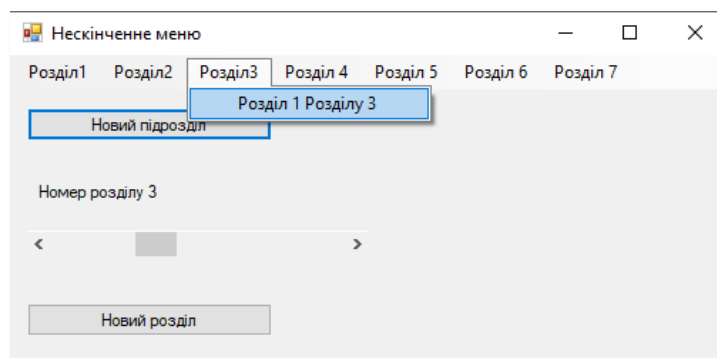 Нескінченне меню
Розділ1 Розділ2 Розділ3 Розділ 4 Розділ 5 Розділ 6 Розділ 7
Розділ 1 Розділу 3
Новий підрозділ
Номер розділу 3
Новий розділ